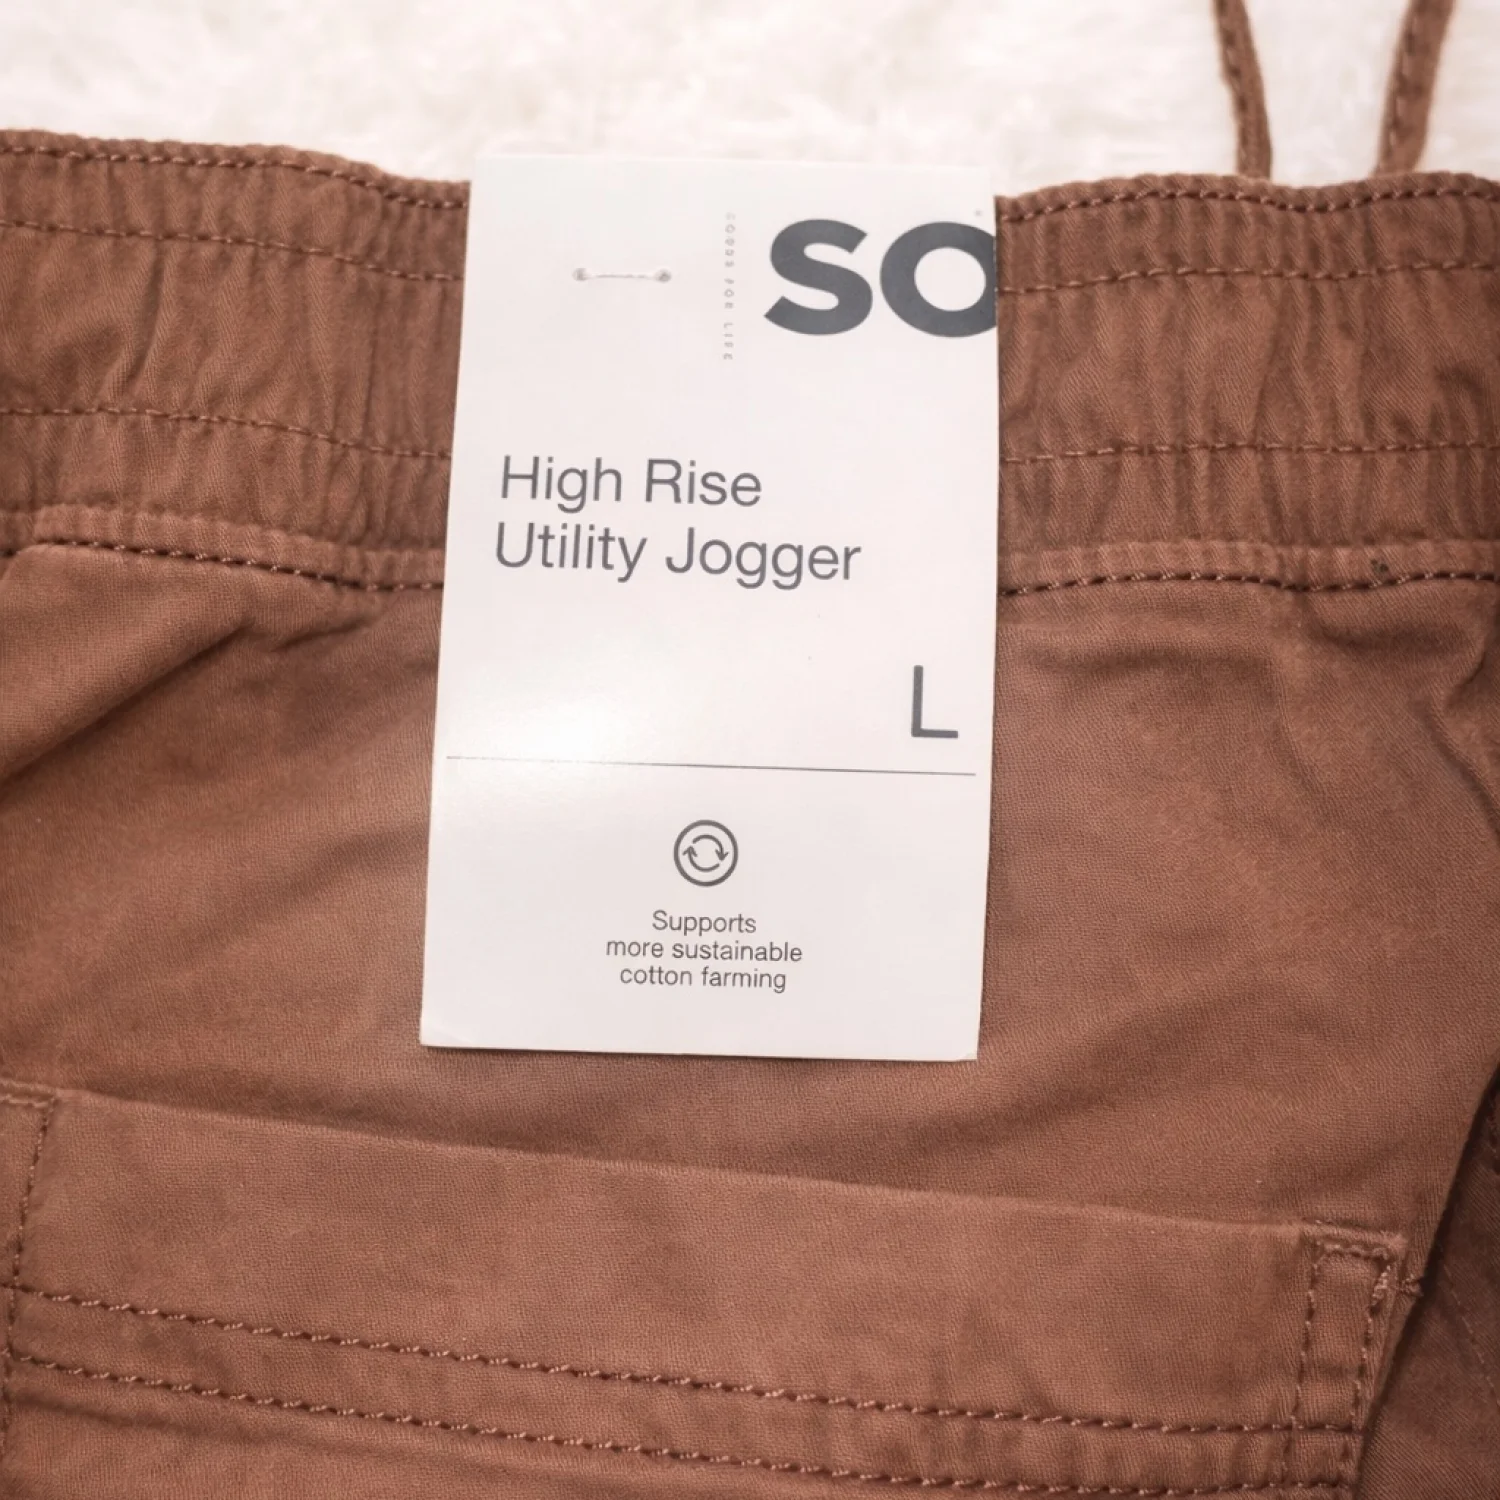 GOODS FOR LIFE
SO
High Rise
Utility Jogger
L
Supports
more sustainable
cotton farming